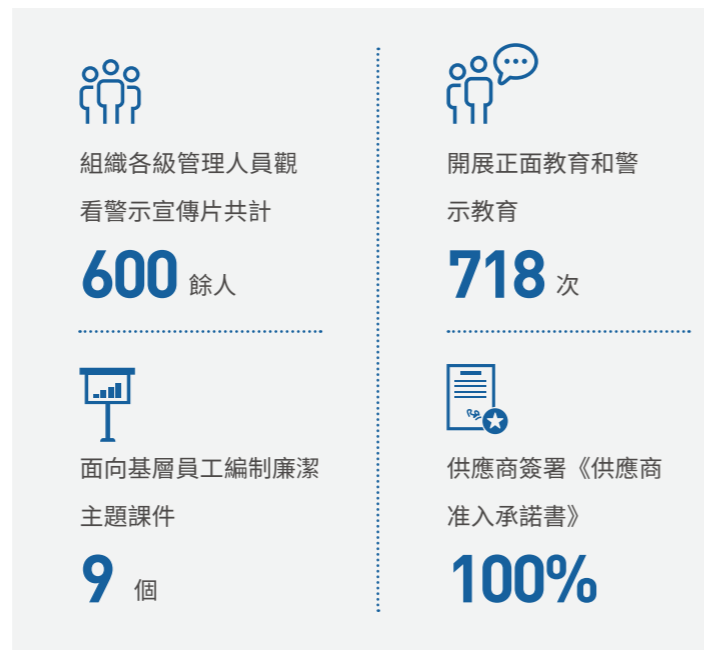 組織各級管理人員觀
看警示宣傳片共計
600 餘人
開展正面教育和警
示教育
718 次
面向基層員工編制廉潔
主題課件
9 個
供應商簽署《供應商
准入承諾書》
100%